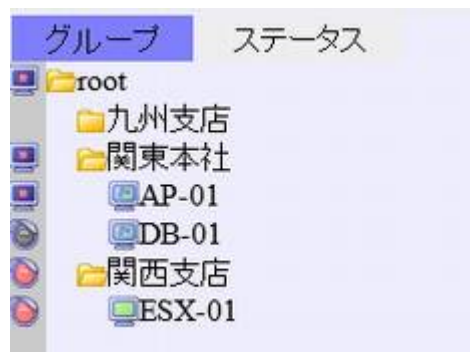 グループ ステータス
root
九州支店
関東本社
AP-01
DB-01
関西支店
ESX-01